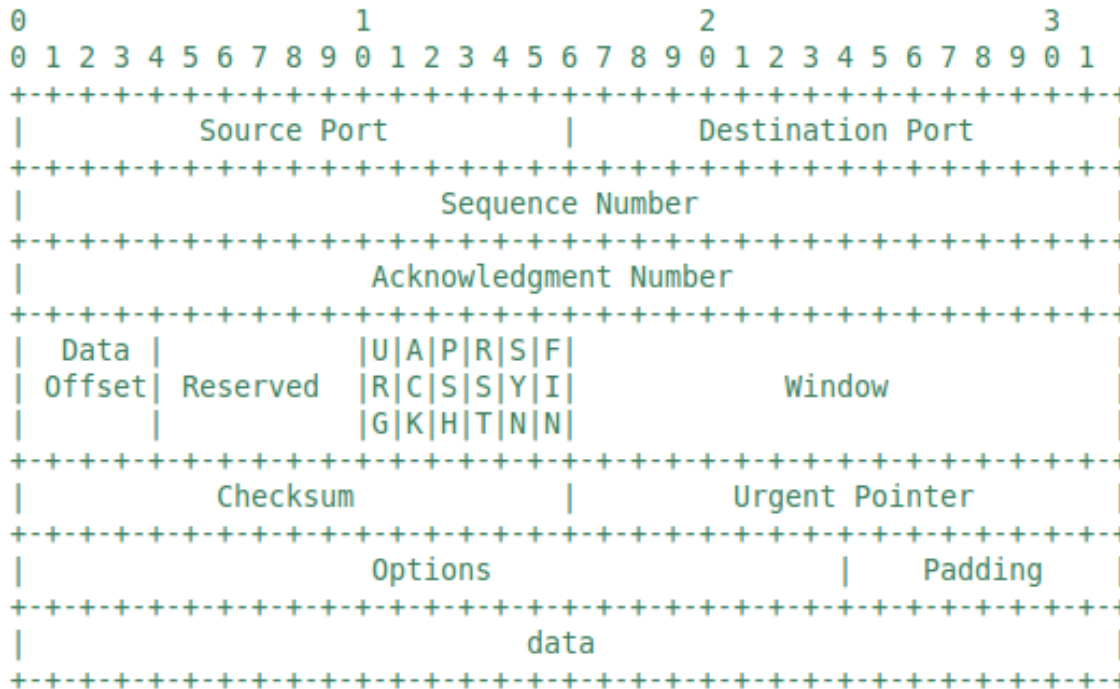 0                   1                   2                   3
0 1 2 3 4 5 6 7 8 9 0 1 2 3 4 5 6 7 8 9 0 1 2 3 4 5 6 7 8 9 0 1
+-+-+-+-+-+-+-+-+-+-+-+-+-+-+-+-+-+-+-+-+-+-+-+-+-+-+-+-+-+-+-+-+
|          Source Port          |       Destination Port        |
+-+-+-+-+-+-+-+-+-+-+-+-+-+-+-+-+-+-+-+-+-+-+-+-+-+-+-+-+-+-+-+-+
|                        Sequence Number                        |
+-+-+-+-+-+-+-+-+-+-+-+-+-+-+-+-+-+-+-+-+-+-+-+-+-+-+-+-+-+-+-+-+
|                    Acknowledgment Number                      |
+-+-+-+-+-+-+-+-+-+-+-+-+-+-+-+-+-+-+-+-+-+-+-+-+-+-+-+-+-+-+-+-+
|  Data |           |U|A|P|R|S|F|                               |
| Offset| Reserved  |R|C|S|S|Y|I|            Window             |
|       |           |G|K|H|T|N|N|                               |
+-+-+-+-+-+-+-+-+-+-+-+-+-+-+-+-+-+-+-+-+-+-+-+-+-+-+-+-+-+-+-+-+
|           Checksum            |         Urgent Pointer        |
+-+-+-+-+-+-+-+-+-+-+-+-+-+-+-+-+-+-+-+-+-+-+-+-+-+-+-+-+-+-+-+-+
|                    Options                    |    Padding    |
+-+-+-+-+-+-+-+-+-+-+-+-+-+-+-+-+-+-+-+-+-+-+-+-+-+-+-+-+-+-+-+-+
|                             data                              |
+-+-+-+-+-+-+-+-+-+-+-+-+-+-+-+-+-+-+-+-+-+-+-+-+-+-+-+-+-+-+-+-+